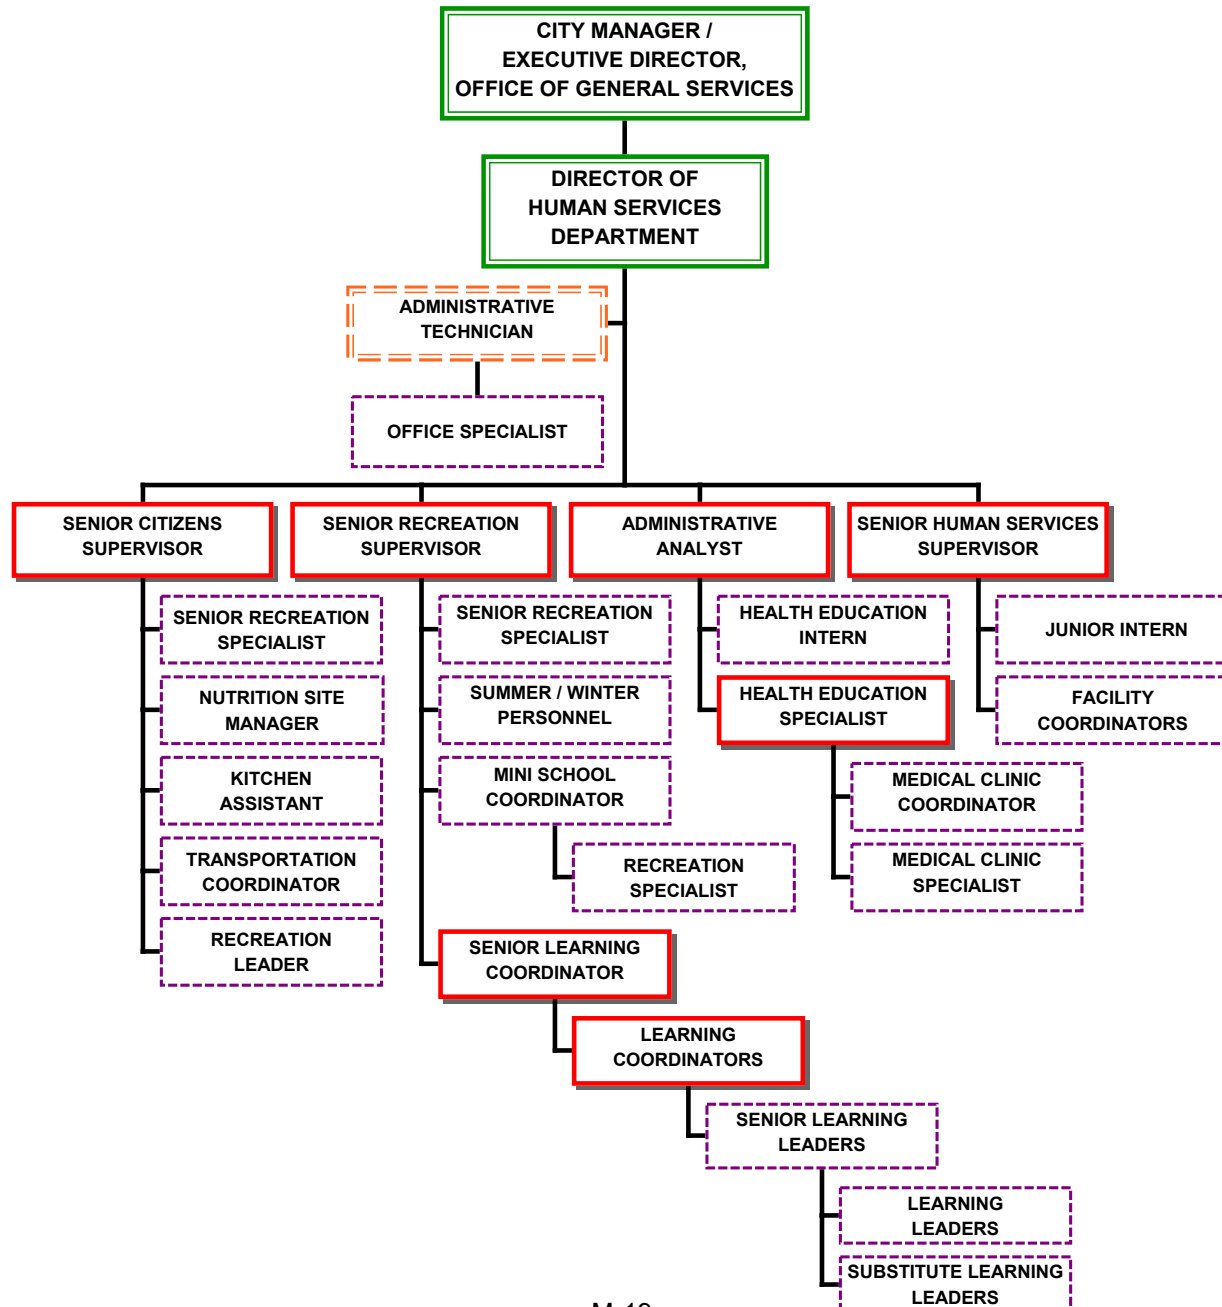 CITY MANAGER /
EXECUTIVE DIRECTOR,
OFFICE OF GENERAL SERVICES
DIRECTOR OF
HUMAN SERVICES
DEPARTMENT
ADMINISTRATIVE
TECHNICIAN
OFFICE SPECIALIST
SENIOR CITIZENS
SUPERVISOR
SENIOR RECREATION
SPECIALIST
NUTRITION SITE
MANAGER
KITCHEN
ASSISTANT
TRANSPORTATION
COORDINATOR
RECREATION
LEADER
SENIOR RECREATION
SUPERVISOR
SENIOR RECREATION
SPECIALIST
SUMMER / WINTER
PERSONNEL
MINI SCHOOL
COORDINATOR
RECREATION
SPECIALIST
SENIOR LEARNING
COORDINATOR
LEARNING
COORDINATORS
SENIOR LEARNING
LEADERS
LEARNING
LEADERS
SUBSTITUTE LEARNING
LEADERS
ADMINISTRATIVE
ANALYST
HEALTH EDUCATION
INTERN
HEALTH EDUCATION
SPECIALIST
MEDICAL CLINIC
COORDINATOR
MEDICAL CLINIC
SPECIALIST
SENIOR HUMAN SERVICES
SUPERVISOR
JUNIOR INTERN
FACILITY
COORDINATORS